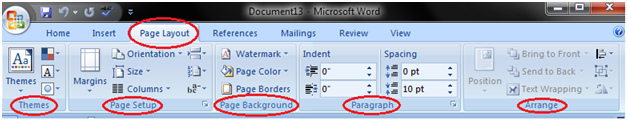 Document13 - Microsoft Word
Home Insert Page Layout References Mailings Review View
Orientation Watermark Indent Spacing Bring to Front
Themes Margins Size Page Color 0" 0 pt Position Send to Back
Columns Page Borders 0" 10 pt Text Wrapping
Themes Page Setup Page Background Paragraph Arrange